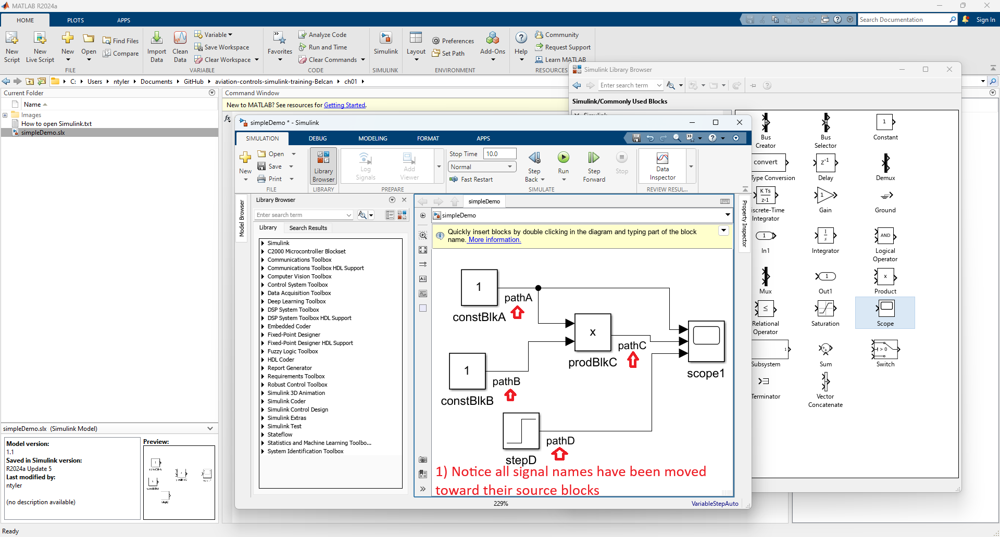 MATLAB R2024a
HOME
PLOTS
APPS
Search Documentation
Sign In
New Script
New Live Script
New
Open
Find Files
Compare
FILE
Import Data
Clean Data
Variable
Save Workspace
Clear Workspace
VARIABLE
Favorites
Analyze Code
Run and Time
Clear Commands
CODE
Simulink
SIMULINK
Layout
Preferences
Set Path
Add-Ons
ENVIRONMENT
Help
Community
Request Support
Learn MATLAB
RESOURCES
C: Users ntyler Documents GitHub aviation-controls-simulink-training-Belcan ch01
Current Folder
Name
Images
How to open Simulink.txt
simpleDemo.slx
simpleDemo.slx (Simulink Model)
Model version:
1.1
Saved in Simulink version:
R2024a Update 5
Last modified by:
ntyler
(no description available)
Preview:
Ready
Command Window
New to MATLAB? See resources for Getting Started.
fx
simpleDemo * - Simulink
SIMULATION
DEBUG
MODELING
FORMAT
APPS
New
Open
Save
Print
FILE
Library Browser
LIBRARY
Log Signals
Add Viewer
PREPARE
Stop Time 10.0
Normal
Fast Restart
Step Back
Run
Step Forward
Stop
SIMULATE
Data Inspector
REVIEW RESUL...
Model Browser
Library Browser
Enter search term
Library
Search Results
Simulink
C2000 Microcontroller Blockset
Communications Toolbox
Communications Toolbox HDL Support
Computer Vision Toolbox
Control System Toolbox
Data Acquisition Toolbox
Deep Learning Toolbox
DSP System Toolbox
DSP System Toolbox HDL Support
Embedded Coder
Fixed-Point Designer
Fixed-Point Designer HDL Support
Fuzzy Logic Toolbox
HDL Coder
Report Generator
Requirements Toolbox
Robust Control Toolbox
Simulink 3D Animation
Simulink Coder
Simulink Control Design
Simulink Extras
Simulink Test
Stateflow
Statistics and Machine Learning Toolbo...
System Identification Toolbox
simpleDemo
simpleDemo
Property Inspector
Quickly insert blocks by double clicking in the diagram and typing part of the block
name. More information.
1
pathA
constBlkA
x
pathC
prodBlkC
scope1
1
pathB
constBlkB
pathD
stepD
1) Notice all signal names have been moved
toward their source blocks
229%
VariableStepAuto
Simulink Library Browser
Enter search term
Simulink/Commonly Used Blocks
Bus Creator
Bus Selector
1
Constant
convert
Type Conversion
z-1
Delay
Demux
K Ts
z-1
iscrete-Time Integrator
1
Gain
Ground
1
In1
1
s
Integrator
AND
Logical Operator
Mux
1
Out1
x
Product
≤
Relational Operator
Saturation
Scope
1
Subsystem
Sum
> 0
Switch
Terminator
Vector Concatenate